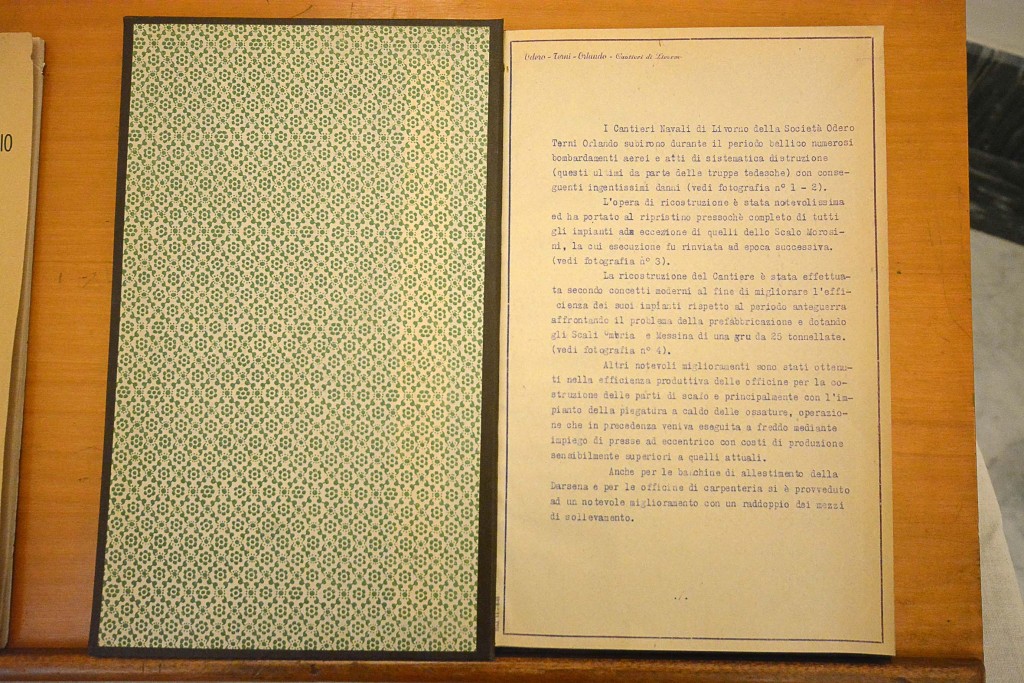 IO
Odero - Terni - Orlando - Cantieri di Livorno
I Cantieri Navali di Livorno della Società Odero
Terni Orlando subirono durante il periodo bellico numerosi
bombardamenti aerei e atti di sistematica distruzione
(questi ultimi da parte delle truppe tedesche) con conse-
guenti ingentissimi danni (vedi fotografia n° 1 - 2).
L'opera di ricostruzione è stata notevolissima
ed ha portato al ripristino pressochè completo di tutti
gli impianti ada eccezione di quelli dello Scalo Morosi-
ni, la cui esecuzione fu rinviata ad epoca successiva.
(vedi fotografia n° 3).
La ricostruzione del Cantiere è stata effettua-
ta secondo concetti moderni al fine di migliorare l'effi-
cienza dei suoi impianti rispetto al periodo anteguerra
affrontando il problema della prefabbricazione e dotando
gli Scali Umbria e Messina di una gru da 25 tonnellate.
(vedi fotografia n° 4).
Altri notevoli miglioramenti sono stati ottenu-
ti nella efficienza produttiva delle officine per la co-
struzione delle parti di scafo e principalmente con l'im-
pianto della piegatura a caldo delle ossature, operazio-
ne che in precedenza veniva eseguita a freddo mediante
impiego di presse ad eccentrico con costi di produzione
sensibilmente superiori a quelli attuali.
Anche per le banchine di allestimento della
Darsena e per le officine di carpenteria si è provveduto
ad un notevole miglioramento con un raddoppio dei mezzi
di sollevamento.
./.